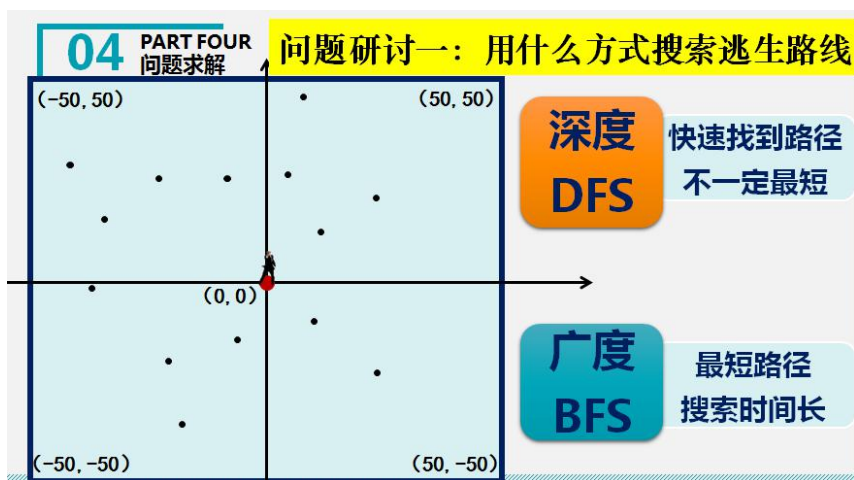 04
PART FOUR
问题求解
问题研讨一：用什么方式搜索逃生路线
(-50,50)
(50,50)
深度
DFS
快速找到路径
不一定最短
(0,0)
广度
BFS
最短路径
搜索时间长
(-50,-50)
(50,-50)